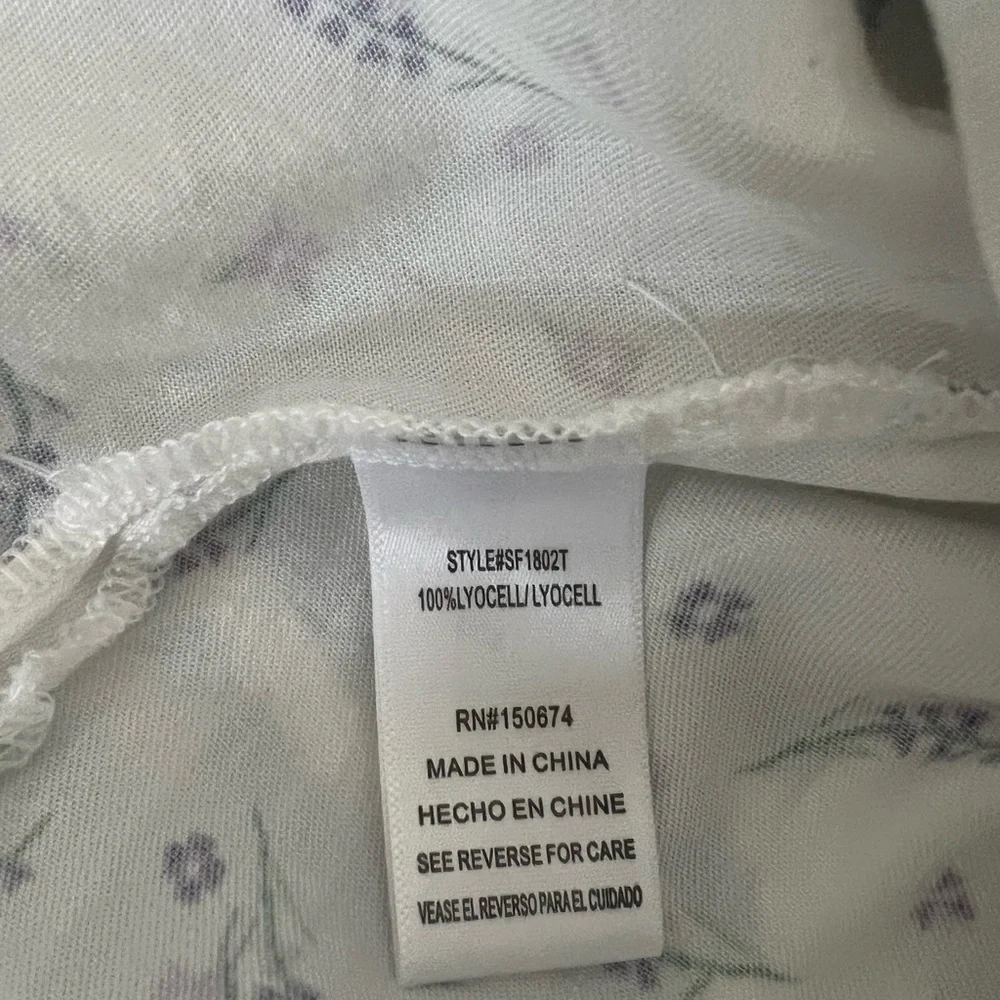 STYLE#SF1802T
100%LYOCELL/LYOCELL
RN#150674
MADE IN CHINA
HECHO EN CHINE
SEE REVERSE FOR CARE
VEASE EL REVERSO PARA EL CUIDADO